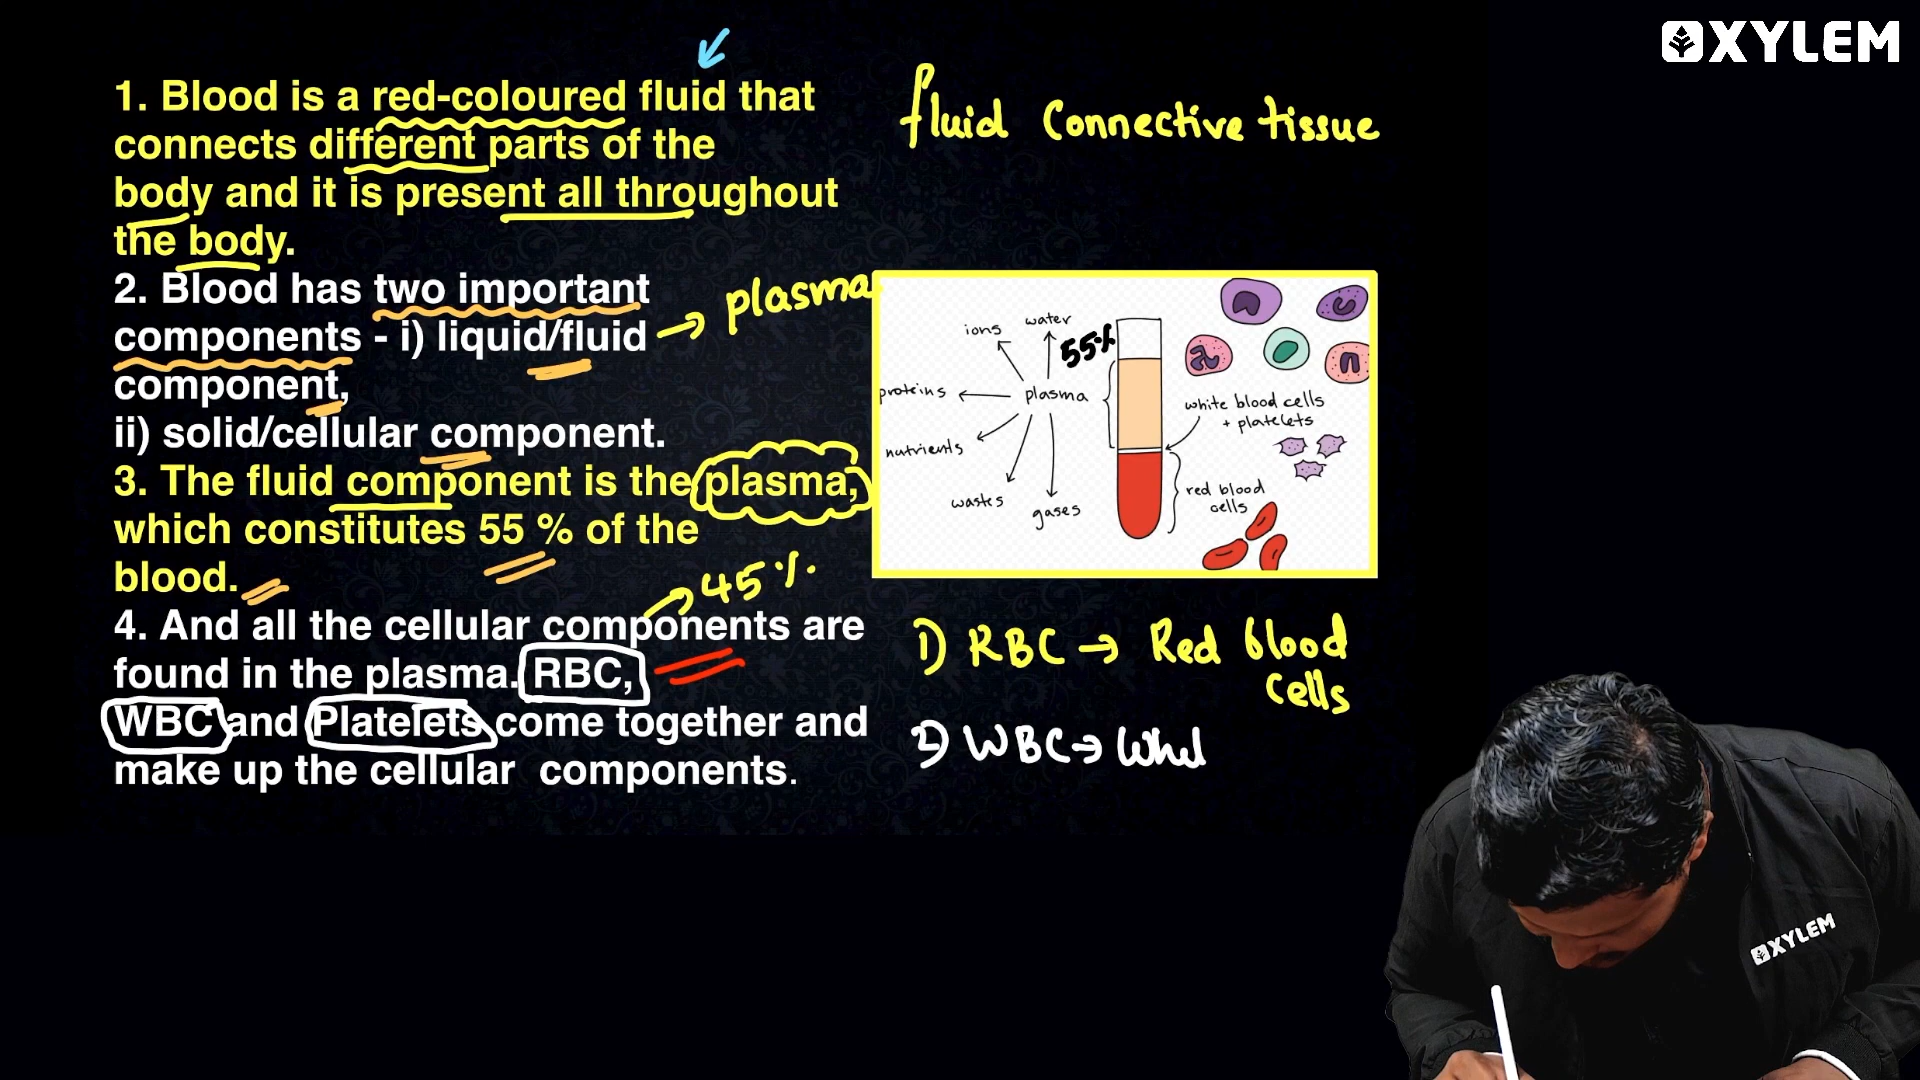 XYLEM
1. Blood is a red-coloured fluid that
connects different parts of the
body and it is present all throughout
the body.
2. Blood has two important
components - i) liquid/fluid
component,
ii) solid/cellular component.
3. The fluid component is the plasma,
which constitutes 55 % of the
blood.
4. And all the cellular components are
found in the plasma. RBC,
WBC and Platelets come together and
make up the cellular components.
plasma
45%
fluid connective tissue
ions
water
55%
proteins
plasma
nutrients
wastes
gases
white blood cells
+ platelets
red blood
cells
1) RBC → Red blood
cells
2) WBC → Whi
XYLEM